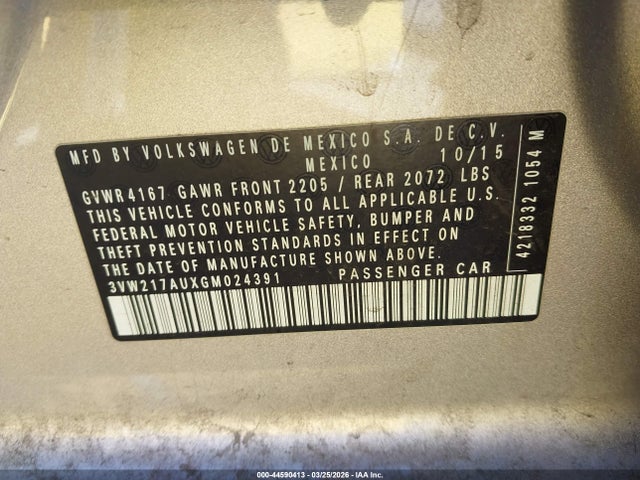 MFD BY VOLKSWAGEN DE MEXICO S.A. DE C.V.
MEXICO 10/15
GVWR 4167 GAWR FRONT 2205 / REAR 2072 LBS
THIS VEHICLE CONFORMS TO ALL APPLICABLE U.S.
FEDERAL MOTOR VEHICLE SAFETY, BUMPER AND
THEFT PREVENTION STANDARDS IN EFFECT ON
THE DATE OF MANUFACTURE SHOWN ABOVE.
3VW217AUXGM024391 PASSENGER CAR
4218332 1054 M
000-44590413 - 03/25/2026 - IAA Inc.